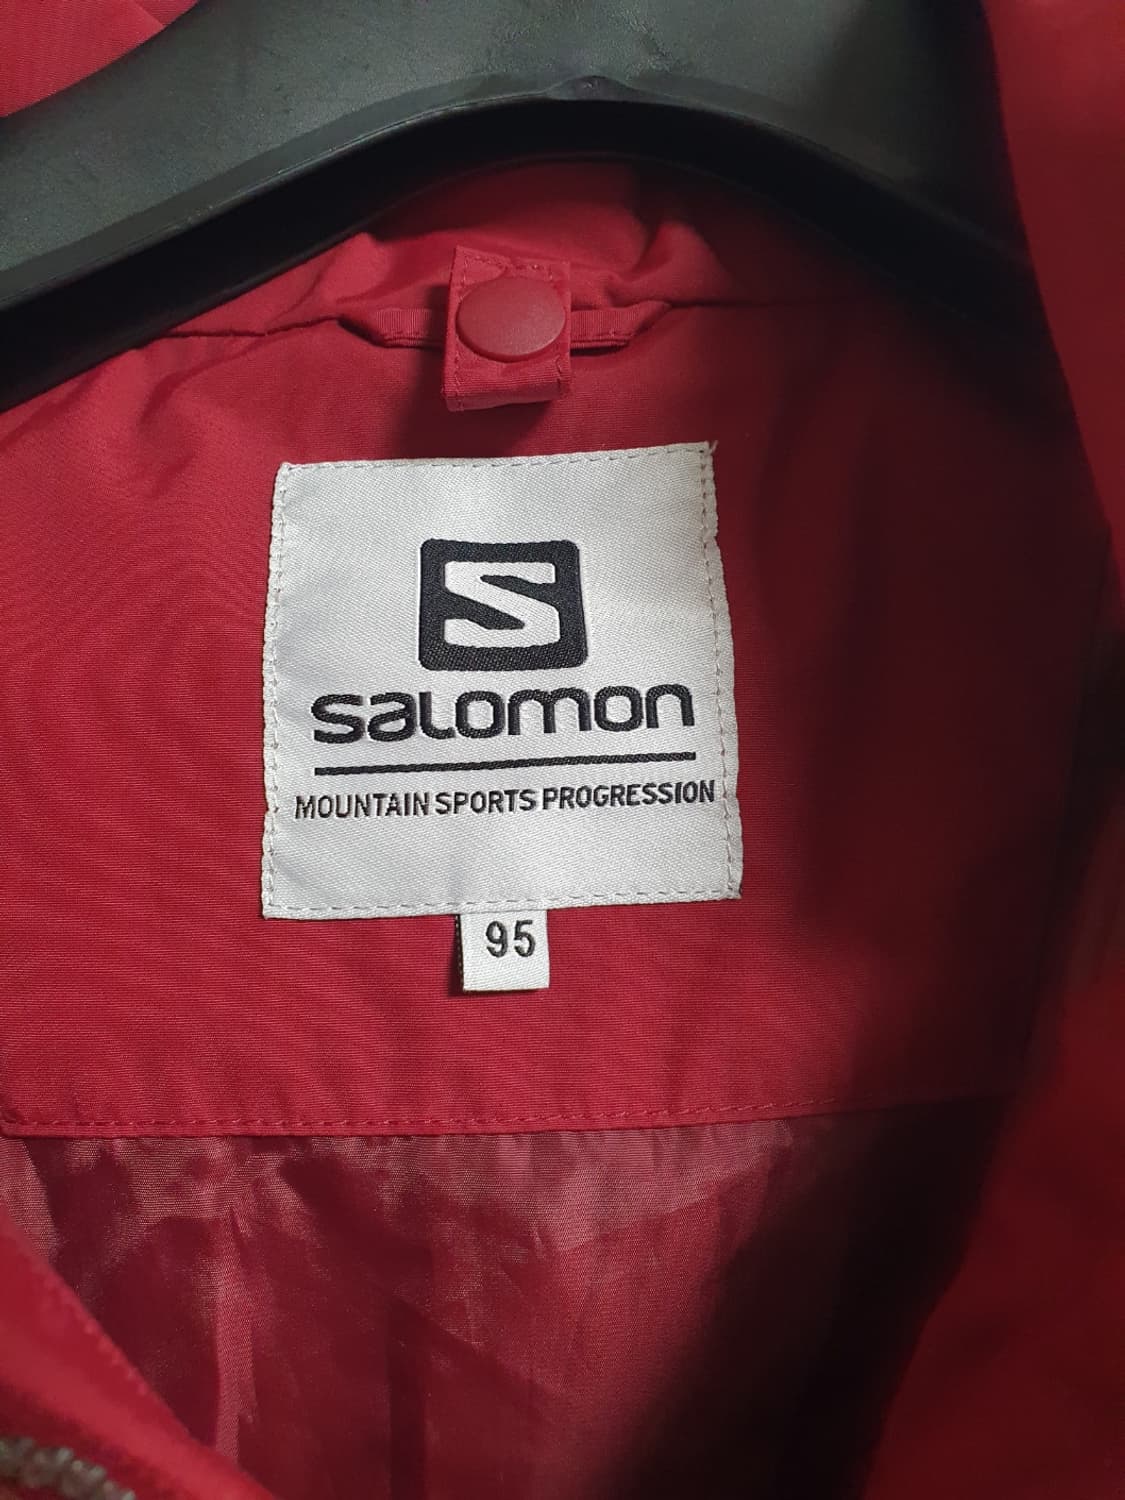 S
salomon
MOUNTAIN SPORTS PROGRESSION
95